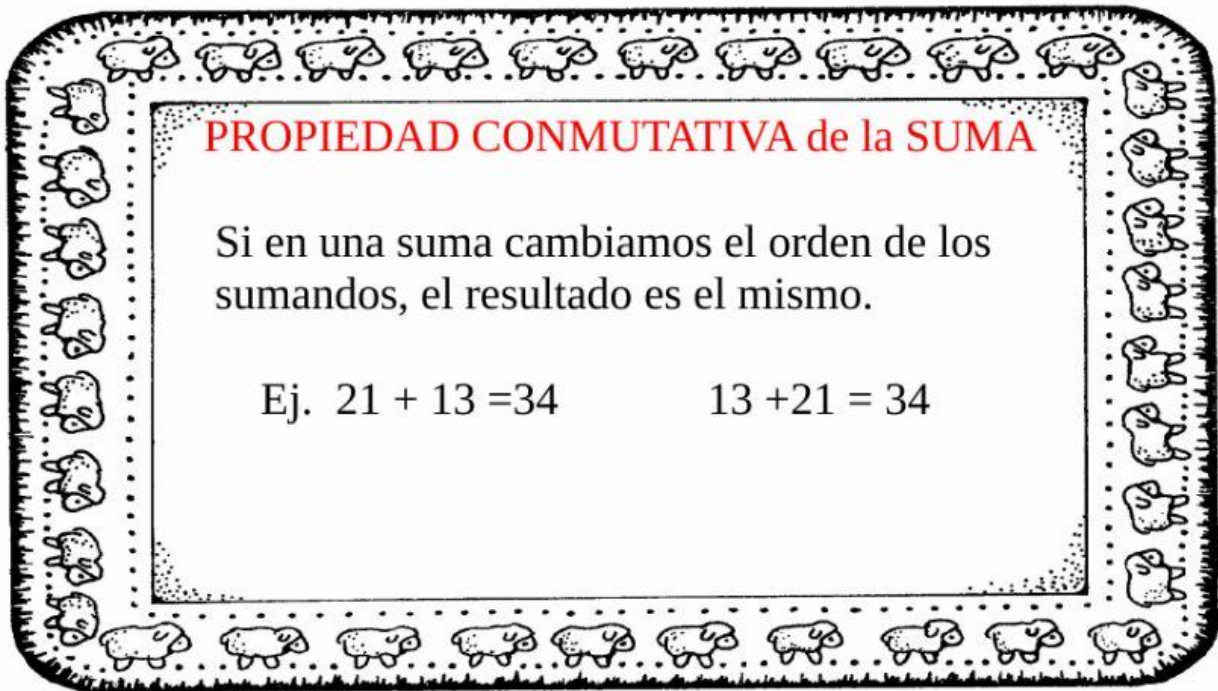 PROPIEDAD CONMUTATIVA de la SUMA
Si en una suma cambiamos el orden de los
sumandos, el resultado es el mismo.
Ej. 21 + 13 =34 13 +21 = 34